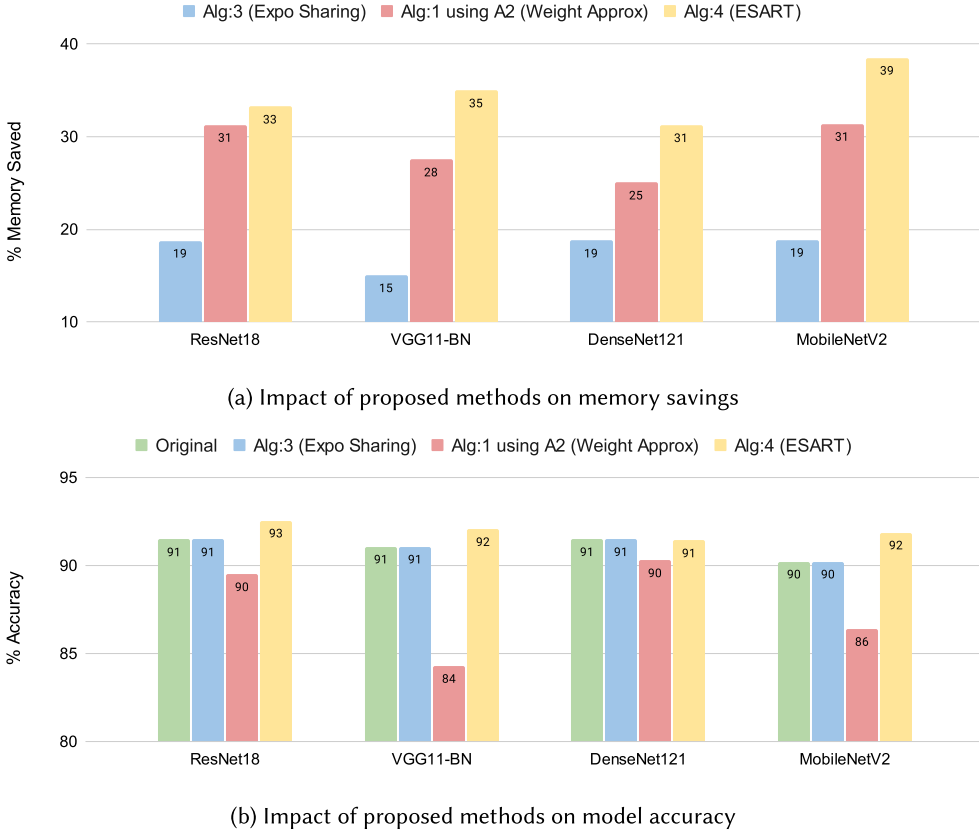 Alg:3 (Expo Sharing) Alg:1 using A2 (Weight Approx) Alg:4 (ESART)
% Memory Saved
40
30
20
10
19 31 33
15 28 35
19 25 31
19 31 39
ResNet18 VGG11-BN DenseNet121 MobileNetV2
(a) Impact of proposed methods on memory savings
Original Alg:3 (Expo Sharing) Alg:1 using A2 (Weight Approx) Alg:4 (ESART)
% Accuracy
95
90
85
80
91 91 90 93
91 91 84 92
91 91 90 91
90 90 86 92
ResNet18 VGG11-BN DenseNet121 MobileNetV2
(b) Impact of proposed methods on model accuracy